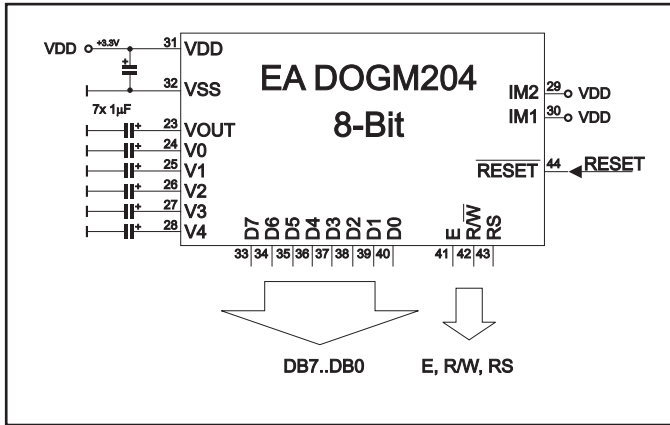 VDD +3.3V 31 VDD
32 VSS
7x 1µF
23 VOUT
24 V0
25 V1
26 V2
27 V3
28 V4
EA DOGM204
8-Bit
IM2 29 VDD
IM1 30 VDD
RESET 44 RESET
D7 D6 D5 D4 D3 D2 D1 D0 E R/W RS
33 34 35 36 37 38 39 40 41 42 43
DB7..DB0 E, R/W, RS